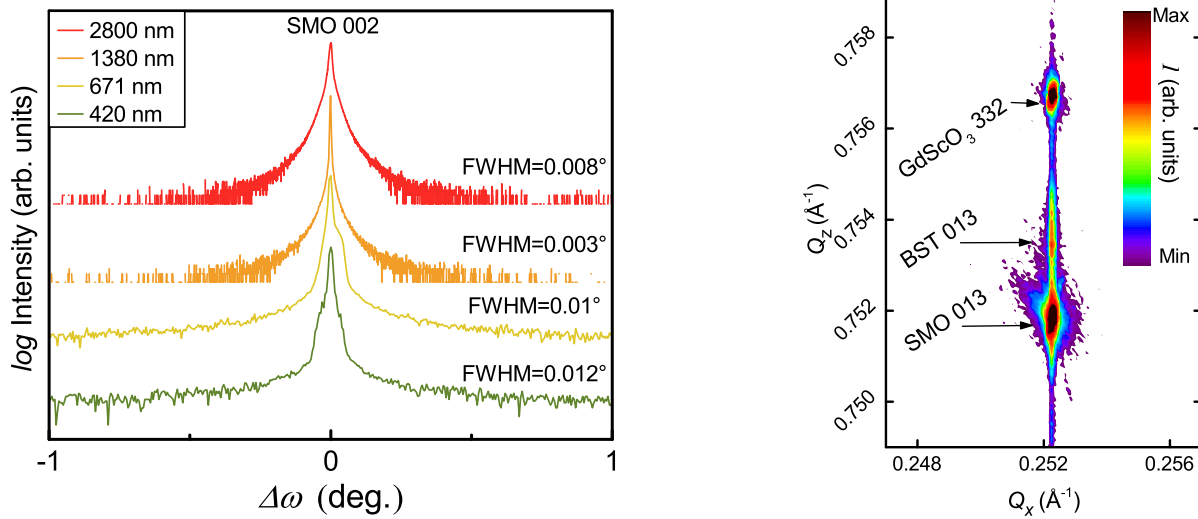 2800 nm
1380 nm
671 nm
420 nm
SMO 002
FWHM=0.008°
FWHM=0.003°
FWHM=0.01°
FWHM=0.012°
log Intensity (arb. units)
-1
0
1
Δω (deg.)
0.758
0.756
0.754
0.752
0.750
Qz (Å⁻¹)
GdScO₃ 332
BST 013
SMO 013
Max
I (arb. units)
Min
0.248
0.252
0.256
Qₓ (Å⁻¹)